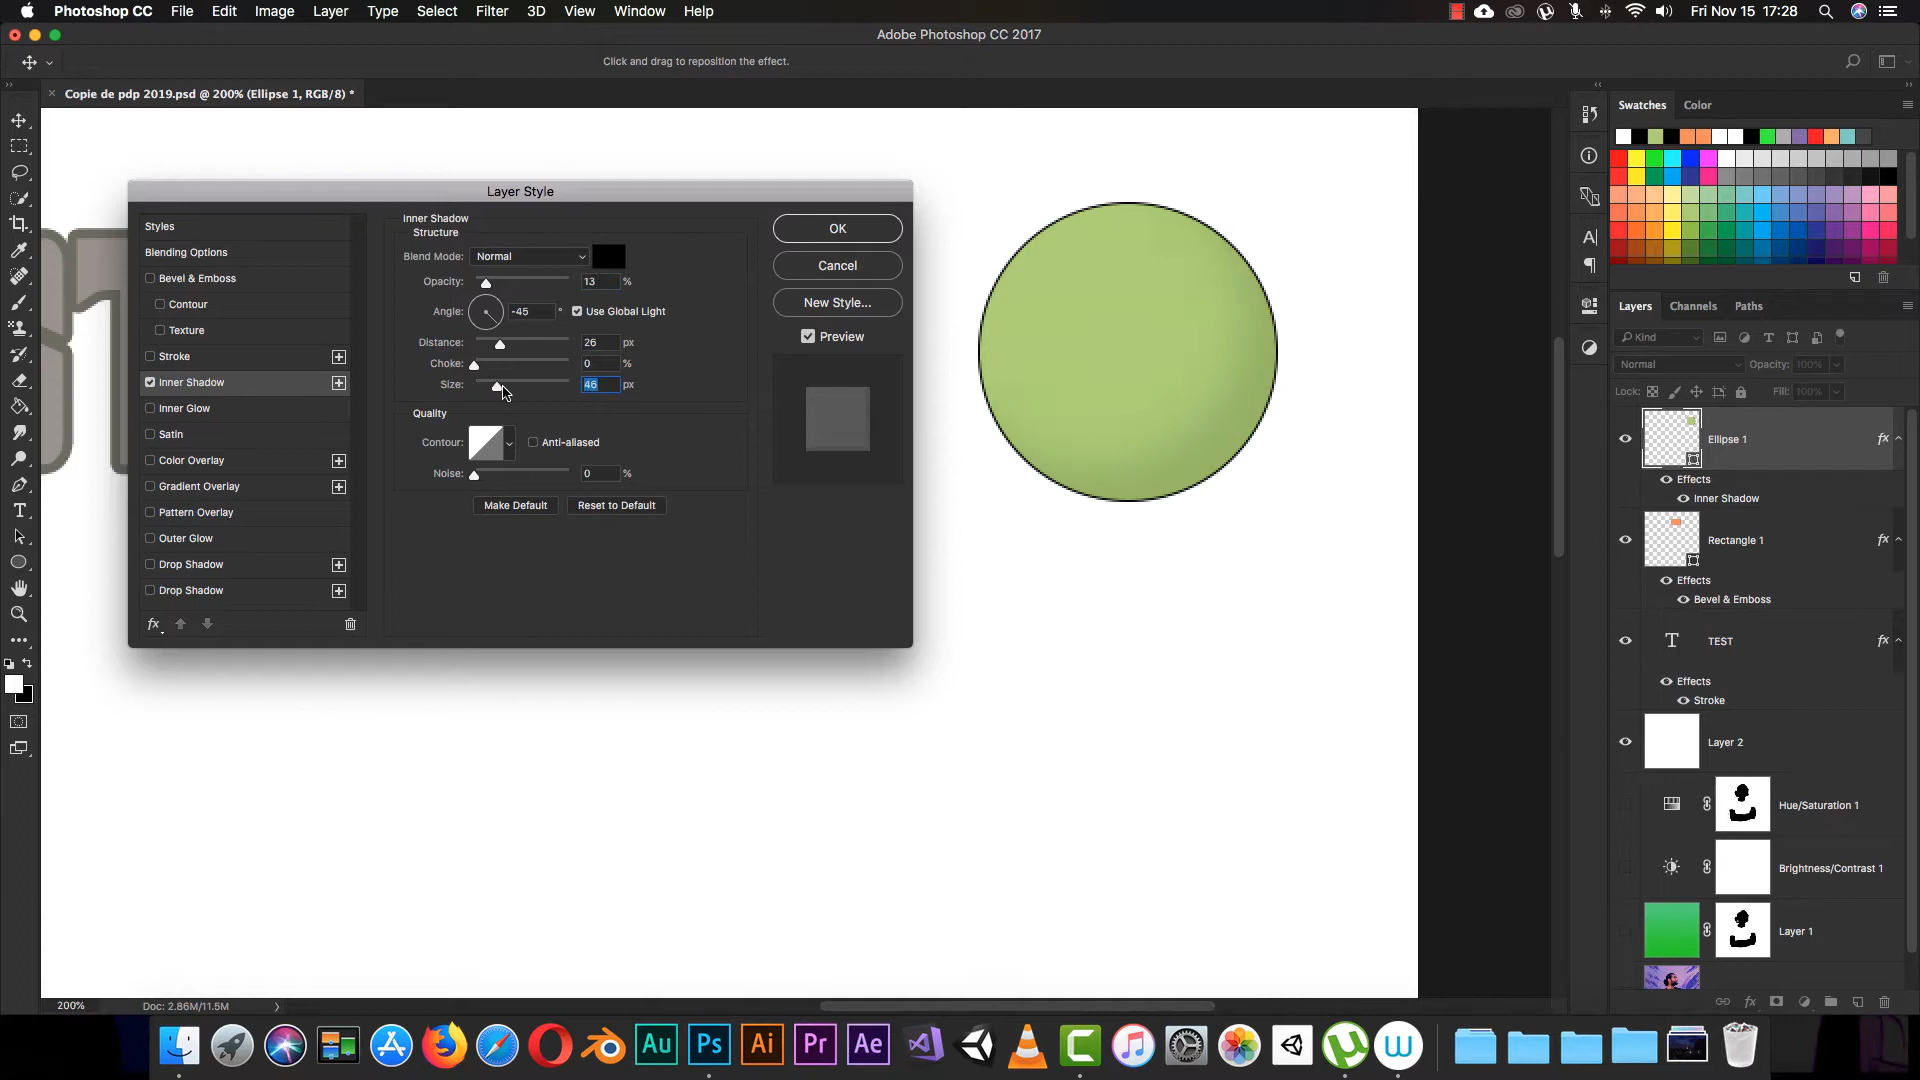 Photoshop CC File Edit Image Layer Type Select Filter 3D View Window Help Fri Nov 15 17:28
Adobe Photoshop CC 2017
Click and drag to reposition the effect.
Copie de pdp 2019.psd @ 200% (Ellipse 1, RGB/8) *
Layer Style
Styles
Blending Options
Bevel & Emboss
Contour
Texture
Stroke
Inner Shadow
Inner Glow
Satin
Color Overlay
Gradient Overlay
Pattern Overlay
Outer Glow
Drop Shadow
Drop Shadow
fx
Inner Shadow
Structure
Blend Mode: Normal
Opacity: 13 %
Angle: -45 ° Use Global Light
Distance: 26 px
Choke: 0 %
Size: 46 px
Quality
Contour: Anti-aliased
Noise: 0 %
Make Default Reset to Default
OK
Cancel
New Style...
Preview
Swatches Color
Layers Channels Paths
Kind
Normal Opacity: 100%
Lock: Fill: 100%
Ellipse 1 fx
Effects
Inner Shadow
Rectangle 1 fx
Effects
Bevel & Emboss
T TEST fx
Effects
Stroke
Layer 2
Hue/Saturation 1
Brightness/Contrast 1
Layer 1
fx
200% Doc: 2.86M/11.5M
Au Ps Ai Pr Ae